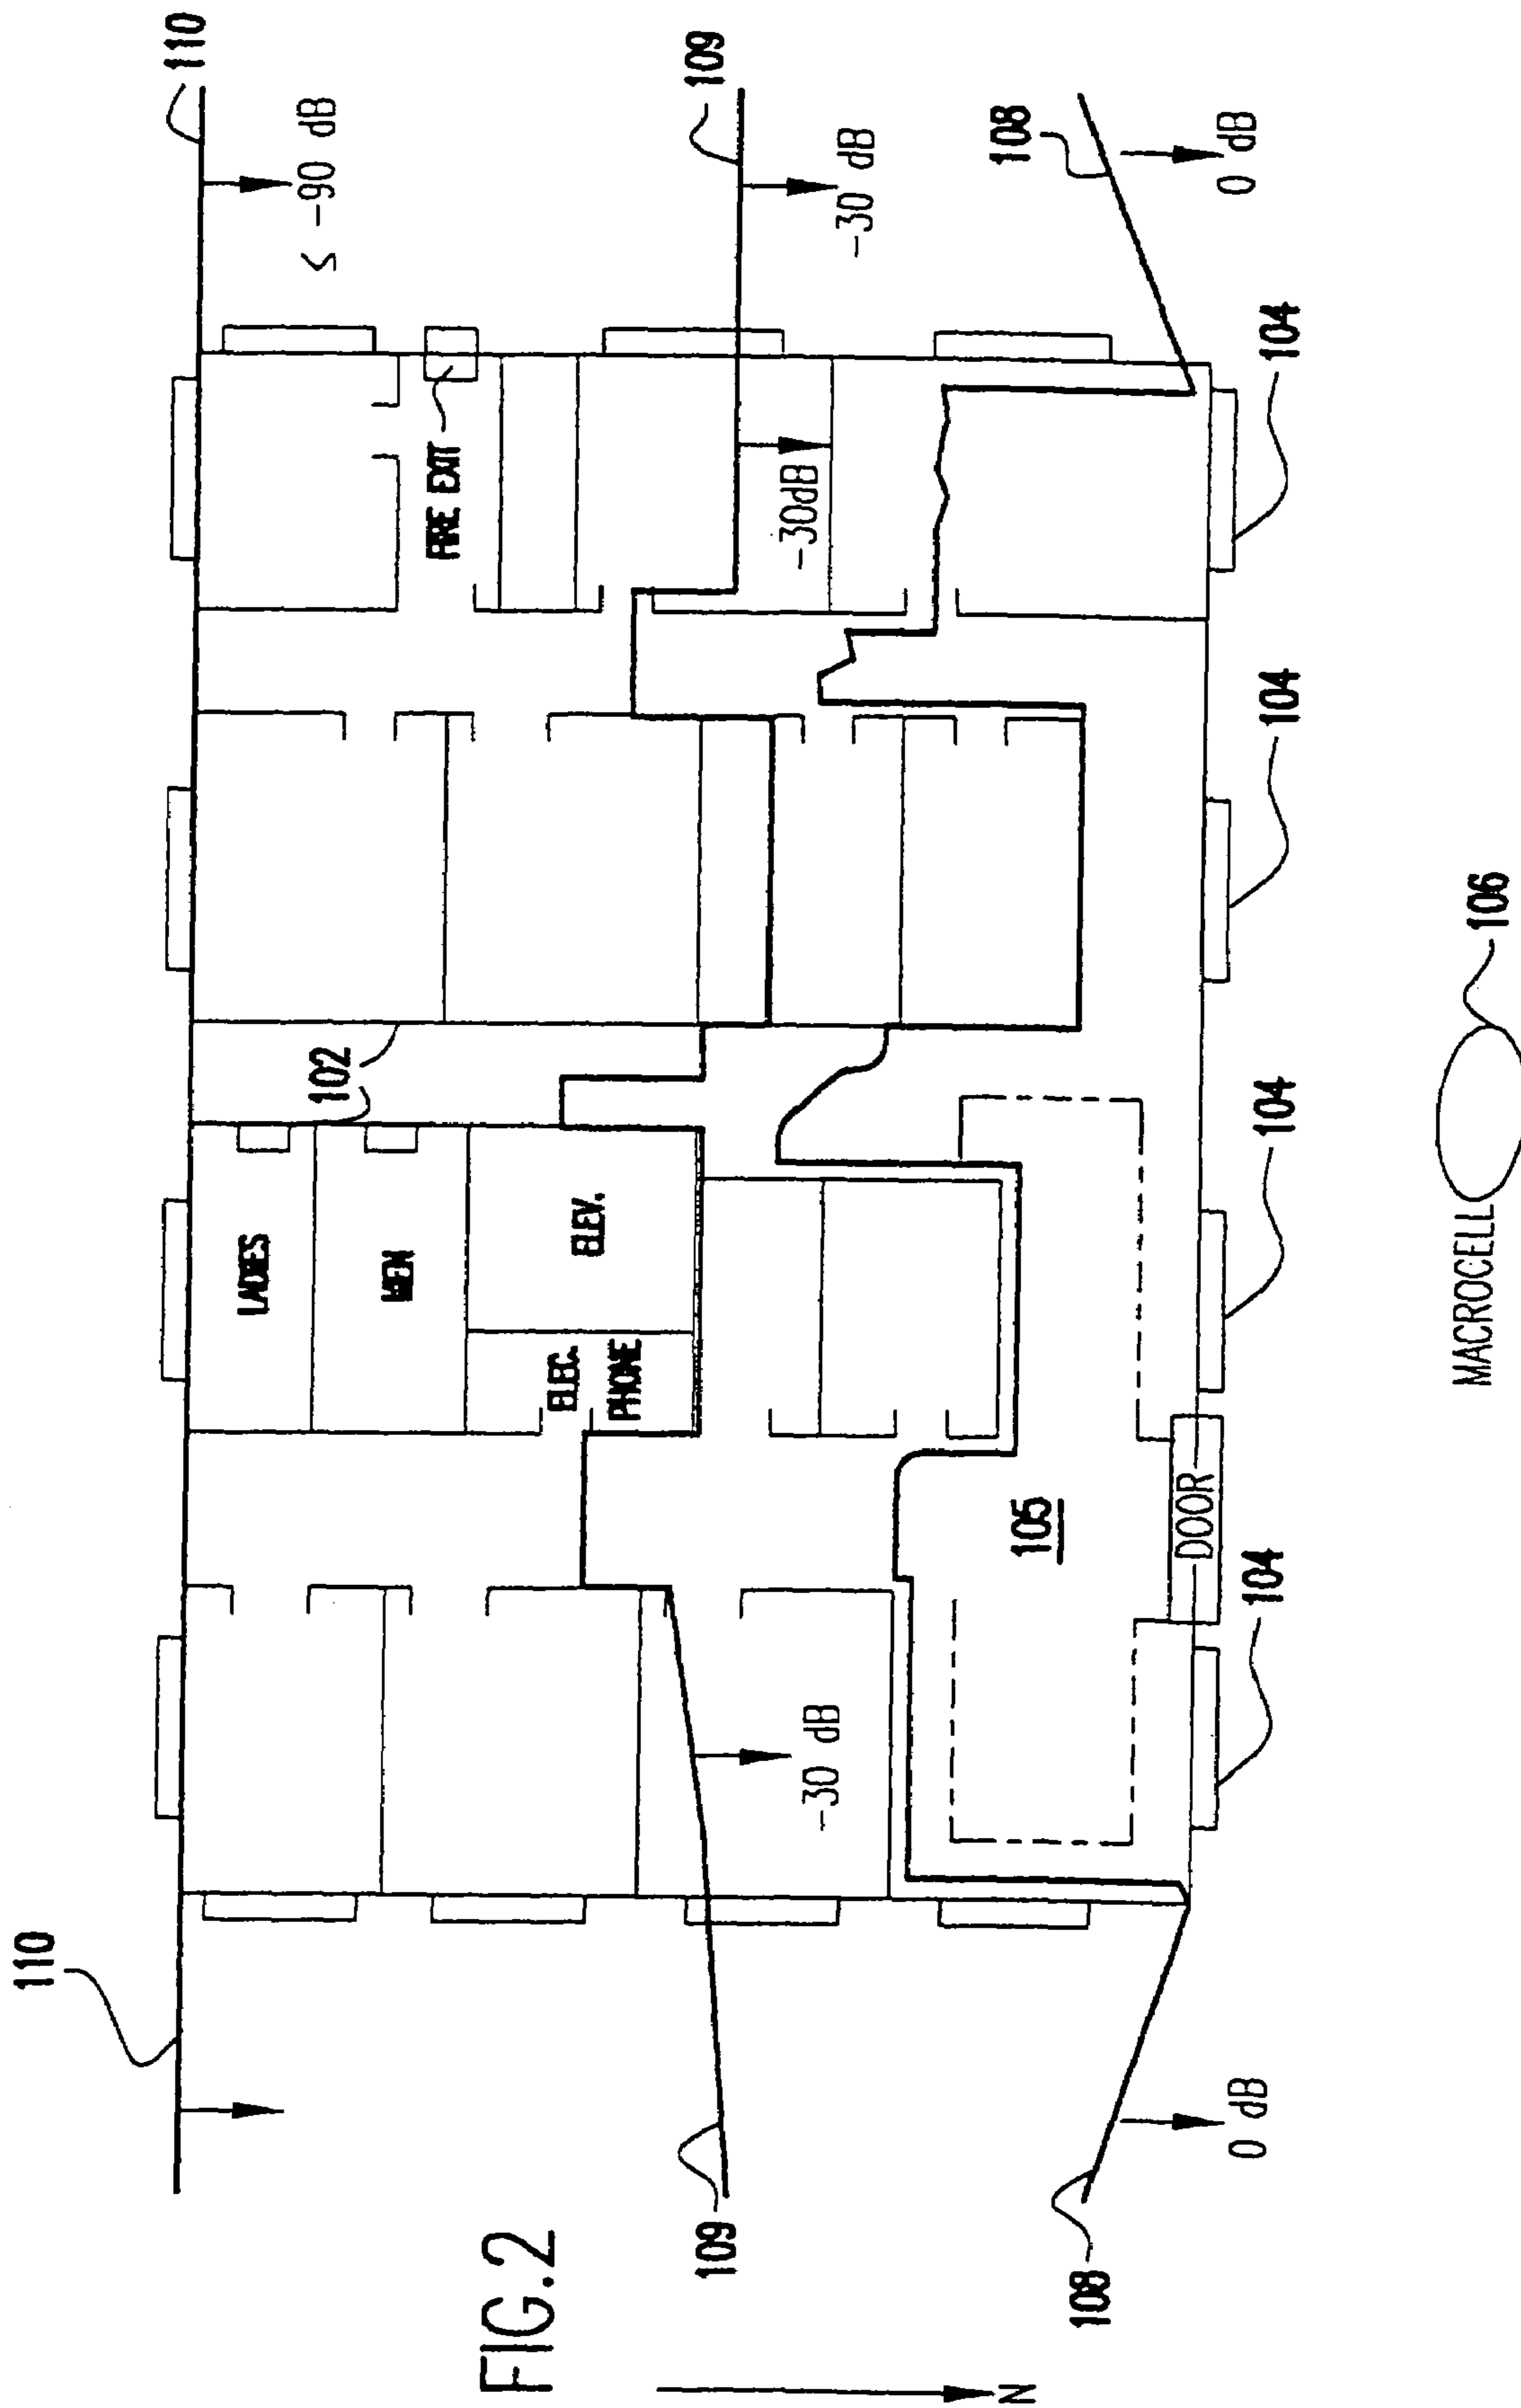 110
110
LADIES
102
≤ -90 dB
MEN
FIRE EXIT
FIG.2
ELEC.
PHONE
ELEV.
109
109
-30 dB
-30dB
-30 dB
N
108
105
108
DOOR
0 dB
0 dB
104
104
104
104
MACROCELL
106